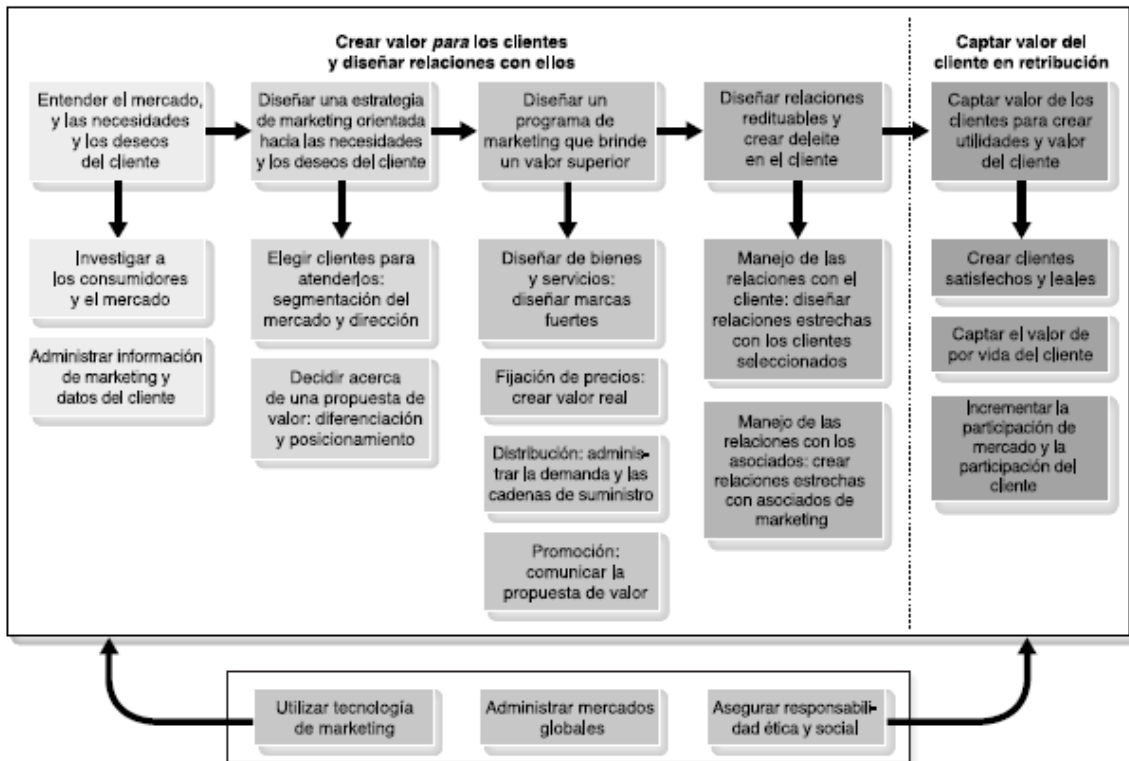 Crear valor para los clientes
y diseñar relaciones con ellos
Captar valor del
cliente en retribución
Entender el mercado,
y las necesidades
y los deseos
del cliente
Diseñar una estrategia
de marketing orientada
hacia las necesidades
y los deseos del cliente
Diseñar un
programa de
marketing que brinde
un valor superior
Diseñar relaciones
redituables y
crear deleite
en el cliente
Captar valor de los
clientes para crear
utilidades y valor
del cliente
Investigar a
los consumidores
y el mercado
Administrar información
de marketing y
datos del cliente
Elegir clientes para
atenderlos:
segmentación del
mercado y dirección
Decidir acerca
de una propuesta de
valor: diferenciación
y posicionamiento
Diseñar de bienes
y servicios:
diseñar marcas
fuertes
Fijación de precios:
crear valor real
Distribución: adminis-
trar la demanda y las
cadenas de suministro
Promoción:
comunicar la
propuesta de valor
Manejo de las
relaciones con el
cliente: diseñar
relaciones estrechas
con los clientes
seleccionados
Manejo de las
relaciones con los
asociados: crear
relaciones estrechas
con asociados de
marketing
Crear clientes
satisfechos y leales
Captar el valor de
por vida del cliente
Incrementar la
participación de
mercado y la
participación del
cliente
Utilizar tecnología
de marketing
Administrar mercados
globales
Asegurar responsabili-
dad ética y social